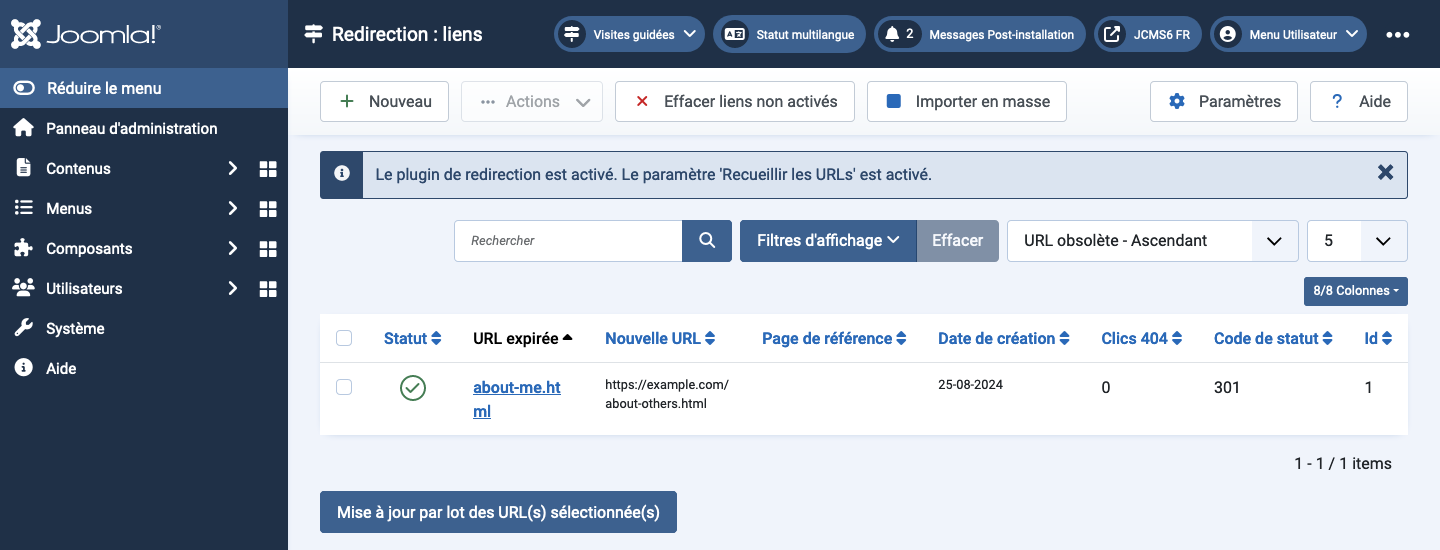 Joomla!®
Redirection : liens
Visites guidées
Statut multilangue
2 Messages Post-installation
JCMS6 FR
Menu Utilisateur
Réduire le menu
Panneau d'administration
Contenus
Menus
Composants
Utilisateurs
Système
Aide
Nouveau
Actions
Effacer liens non activés
Importer en masse
Paramètres
? Aide
Le plugin de redirection est activé. Le paramètre 'Recueillir les URLs' est activé.
Rechercher
Filtres d'affichage
Effacer
URL obsolète - Ascendant
5
8/8 Colonnes
Statut URL expirée Nouvelle URL Page de référence Date de création Clics 404 Code de statut Id
about-me.ht
ml
https://example.com/
about-others.html
25-08-2024
0
301
1
1 - 1 / 1 items
Mise à jour par lot des URL(s) sélectionnée(s)